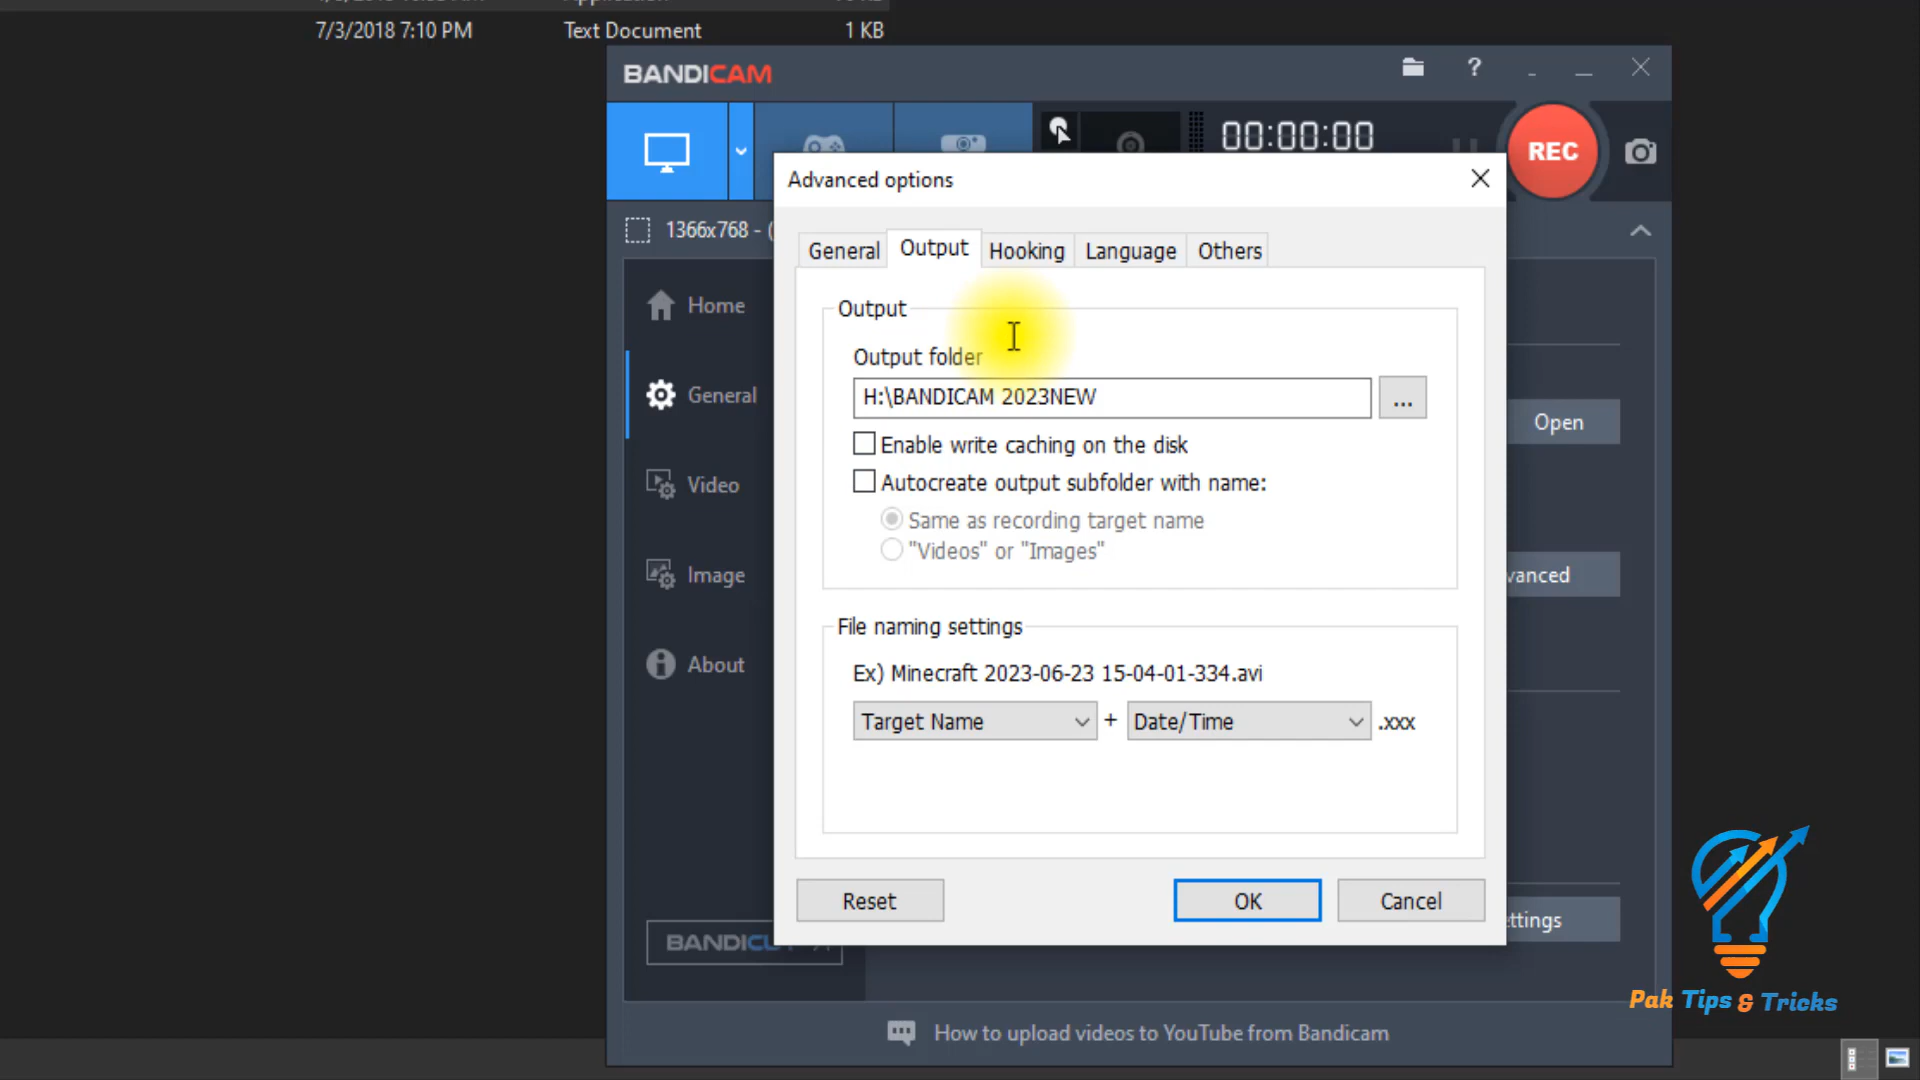 7/3/2018 7:10 PM Text Document 1 KB
BANDICAM ?
00:00:00 REC
Advanced options
1366x768 - (
General Output Hooking Language Others
Home
Output
Output folder
H:\BANDICAM 2023NEW ...
General
Open
Enable write caching on the disk
Autocreate output subfolder with name:
Video
Same as recording target name
"Videos" or "Images"
Image
vanced
File naming settings
About
Ex) Minecraft 2023-06-23 15-04-01-334.avi
Target Name + Date/Time .xxx
Reset OK Cancel
ttings
BANDICU
Pak Tips & Tricks
How to upload videos to YouTube from Bandicam